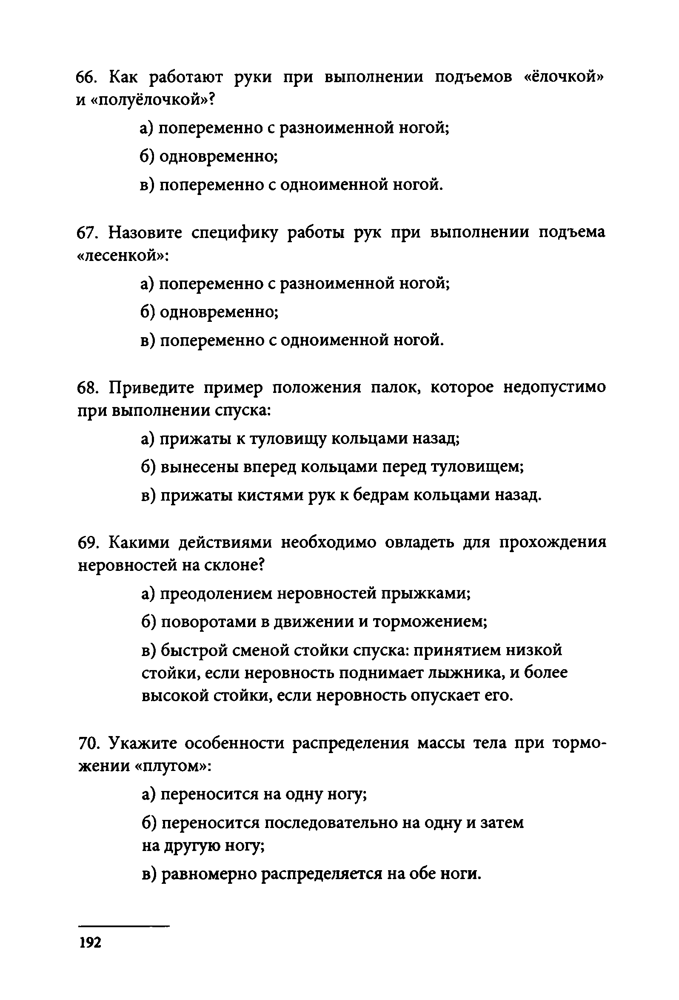 66. Как работают руки при выполнении подъемов «ёлочкой»
и «полуёлочкой»?
а) попеременно с разноименной ногой;
б) одновременно;
в) попеременно с одноименной ногой.
67. Назовите специфику работы рук при выполнении подъема
«лесенкой»:
а) попеременно с разноименной ногой;
б) одновременно;
в) попеременно с одноименной ногой.
68. Приведите пример положения палок, которое недопустимо
при выполнении спуска:
а) прижаты к туловищу кольцами назад;
б) вынесены вперед кольцами перед туловищем;
в) прижаты кистями рук к бедрам кольцами назад.
69. Какими действиями необходимо овладеть для прохождения
неровностей на склоне?
а) преодолением неровностей прыжками;
б) поворотами в движении и торможением;
в) быстрой сменой стойки спуска: принятием низкой
стойки, если неровность поднимает лыжника, и более
высокой стойки, если неровность опускает его.
70. Укажите особенности распределения массы тела при тормо-
жении «плугом»:
а) переносится на одну ногу;
б) переносится последовательно на одну и затем
на другую ногу;
в) равномерно распределяется на обе ноги.
192